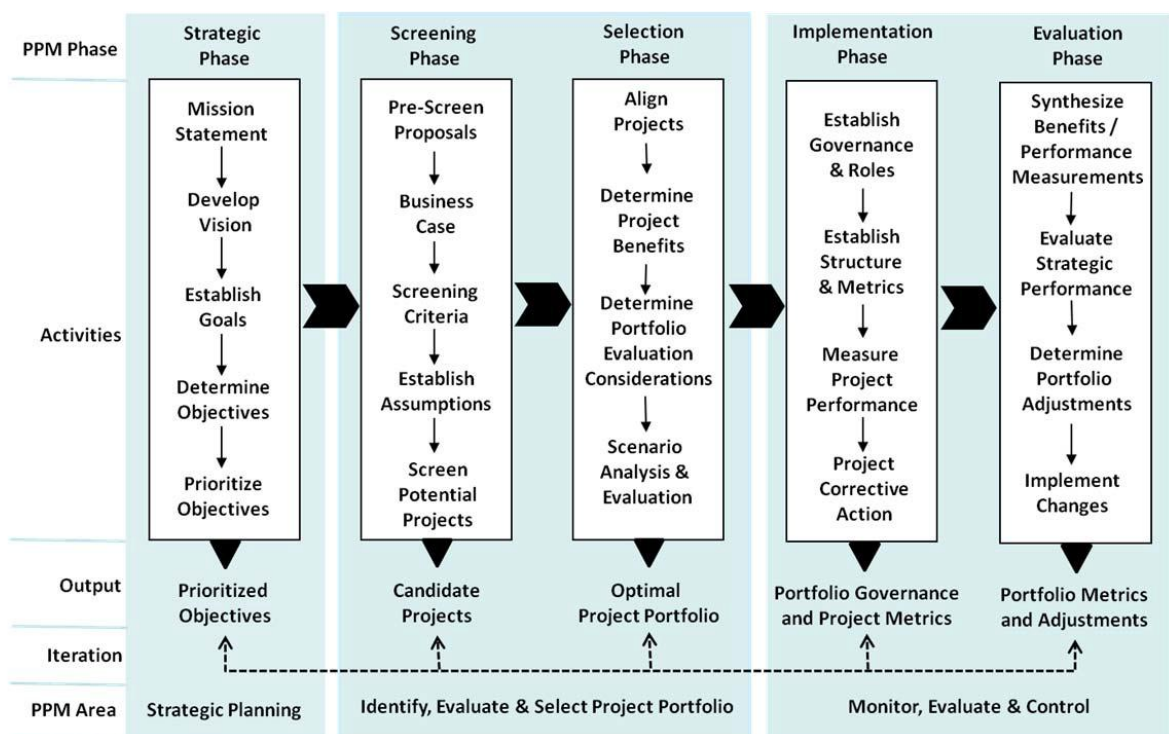 PPM Phase
Strategic
Phase
Screening
Phase
Selection
Phase
Implementation
Phase
Evaluation
Phase
Activities
Mission
Statement
Develop
Vision
Establish
Goals
Determine
Objectives
Prioritize
Objectives
Pre-Screen
Proposals
Business
Case
Screening
Criteria
Establish
Assumptions
Screen
Potential
Projects
Align
Projects
Determine
Project
Benefits
Determine
Portfolio
Evaluation
Considerations
Scenario
Analysis &
Evaluation
Establish
Governance
& Roles
Establish
Structure
& Metrics
Measure
Project
Performance
Project
Corrective
Action
Synthesize
Benefits /
Performance
Measurements
Evaluate
Strategic
Performance
Determine
Portfolio
Adjustments
Implement
Changes
Output
Prioritized
Objectives
Candidate
Projects
Optimal
Project Portfolio
Portfolio Governance
and Project Metrics
Portfolio Metrics
and Adjustments
Iteration
PPM Area
Strategic Planning
Identify, Evaluate & Select Project Portfolio
Monitor, Evaluate & Control